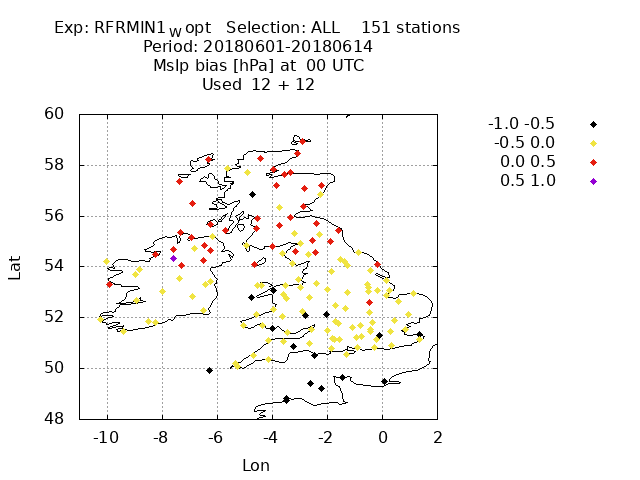 Exp: RFRMIN1_W opt   Selection: ALL    151 stations
Period: 20180601-20180614
Mslp bias [hPa] at  00 UTC
Used  12 + 12
-1.0 -0.5
-0.5 0.0
0.0 0.5
0.5 1.0
60
58
56
54
52
50
48
Lat
-10 -8 -6 -4 -2 0 2
Lon